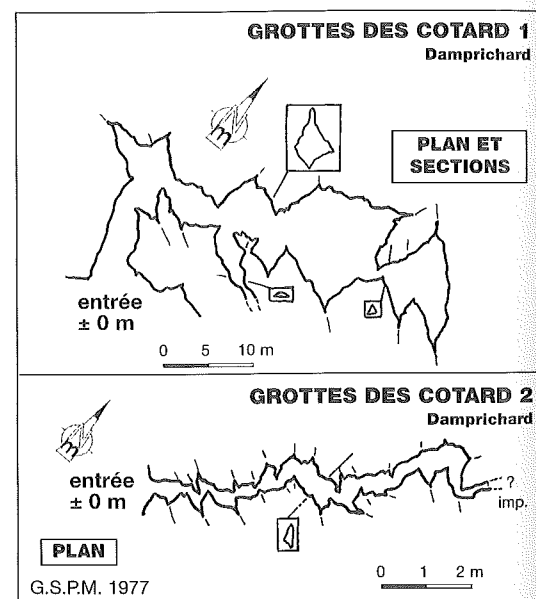 GROTTES DES COTARD 1
Damprichard
PLAN ET
SECTIONS
entrée
± 0 m
0 5 10 m
GROTTES DES COTARD 2
Damprichard
entrée
± 0 m
?
imp.
PLAN
G.S.P.M. 1977
0 1 2 m